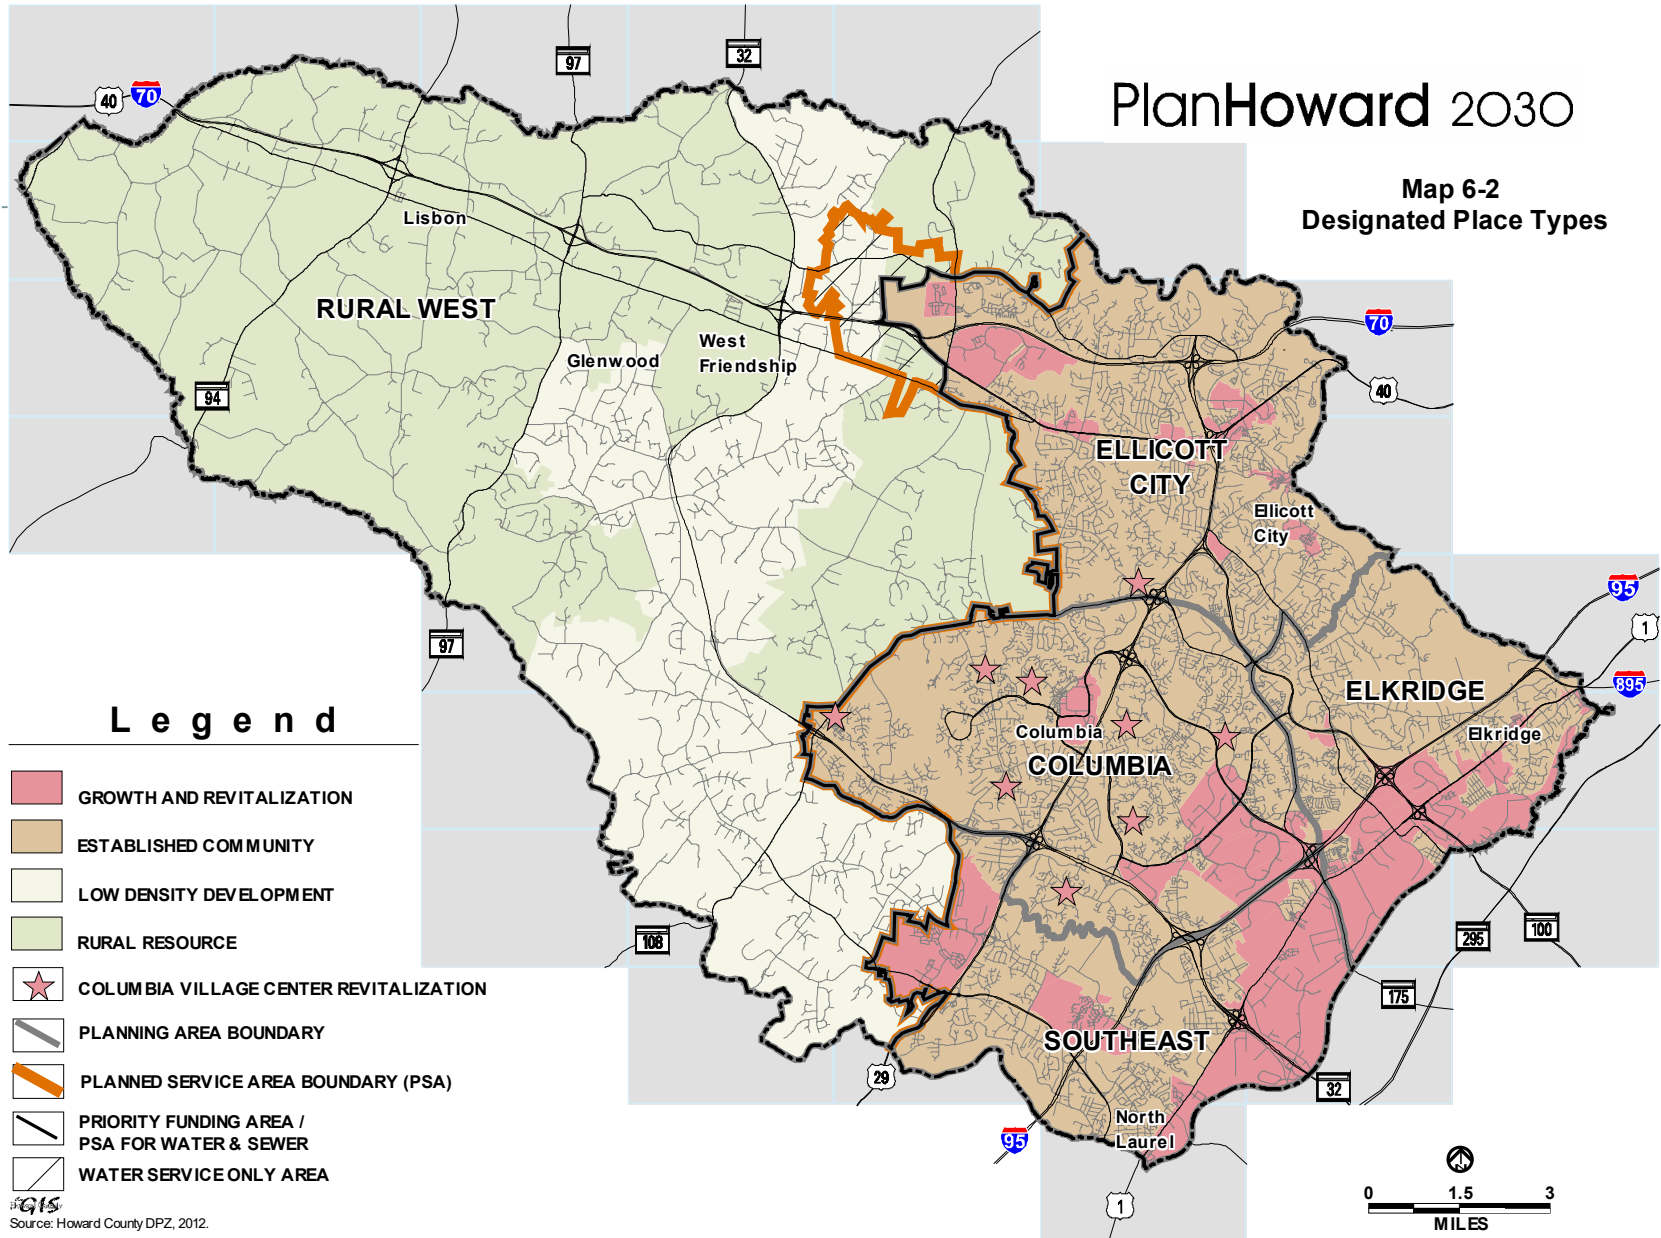 PlanHoward 2030
Map 6-2
Designated Place Types
97
32
40
70
Lisbon
RURAL WEST
Glenwood
West
Friendship
94
70
40
ELLICOTT
CITY
Ellicott
City
95
1
895
97
ELKRIDGE
Elkridge
Columbia
COLUMBIA
108
295
100
175
SOUTHEAST
29
32
North
Laurel
95
1
Legend
GROWTH AND REVITALIZATION
ESTABLISHED COMMUNITY
LOW DENSITY DEVELOPMENT
RURAL RESOURCE
COLUMBIA VILLAGE CENTER REVITALIZATION
PLANNING AREA BOUNDARY
PLANNED SERVICE AREA BOUNDARY (PSA)
PRIORITY FUNDING AREA /
PSA FOR WATER & SEWER
WATER SERVICE ONLY AREA
GIS
Source: Howard County DPZ, 2012.
N
0 1.5 3
MILES